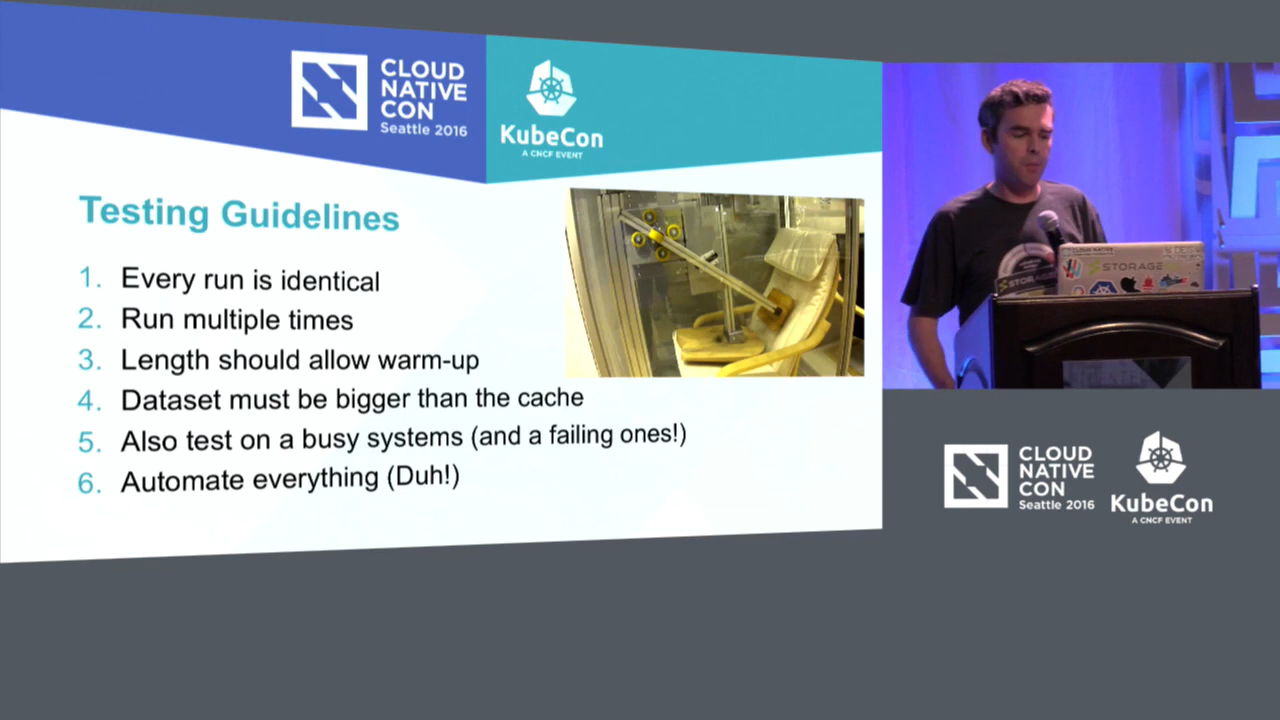 CLOUD
NATIVE
CON
Seattle 2016
KubeCon
A CNCF EVENT
Testing Guidelines
1. Every run is identical
2. Run multiple times
3. Length should allow warm-up
4. Dataset must be bigger than the cache
5. Also test on a busy systems (and a failing ones!)
6. Automate everything (Duh!)
STORAGE
CLOUD
NATIVE
CON
Seattle 2016
KubeCon
A CNCF EVENT